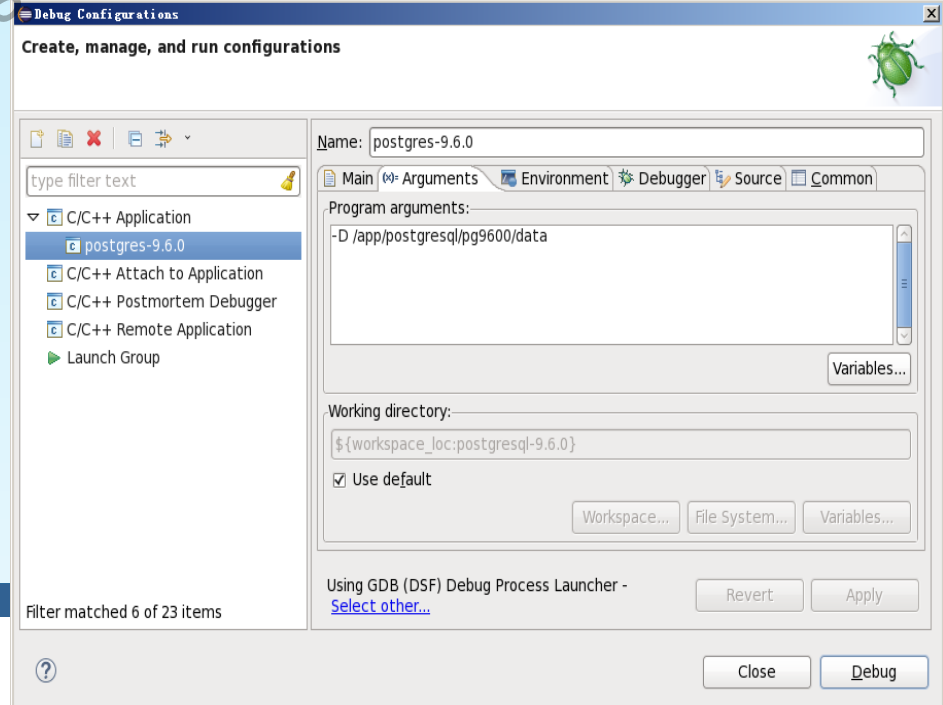 Debug Configurations
Create, manage, and run configurations
type filter text
C/C++ Application
postgres-9.6.0
C/C++ Attach to Application
C/C++ Postmortem Debugger
C/C++ Remote Application
Launch Group
Filter matched 6 of 23 items
Name: postgres-9.6.0
Main (x)= Arguments Environment Debugger Source Common
Program arguments:
-D /app/postgresql/pg9600/data
Variables...
Working directory:
${workspace_loc:postgresql-9.6.0}
Use default
Workspace... File System... Variables...
Using GDB (DSF) Debug Process Launcher -
Select other...
Revert Apply
Close Debug